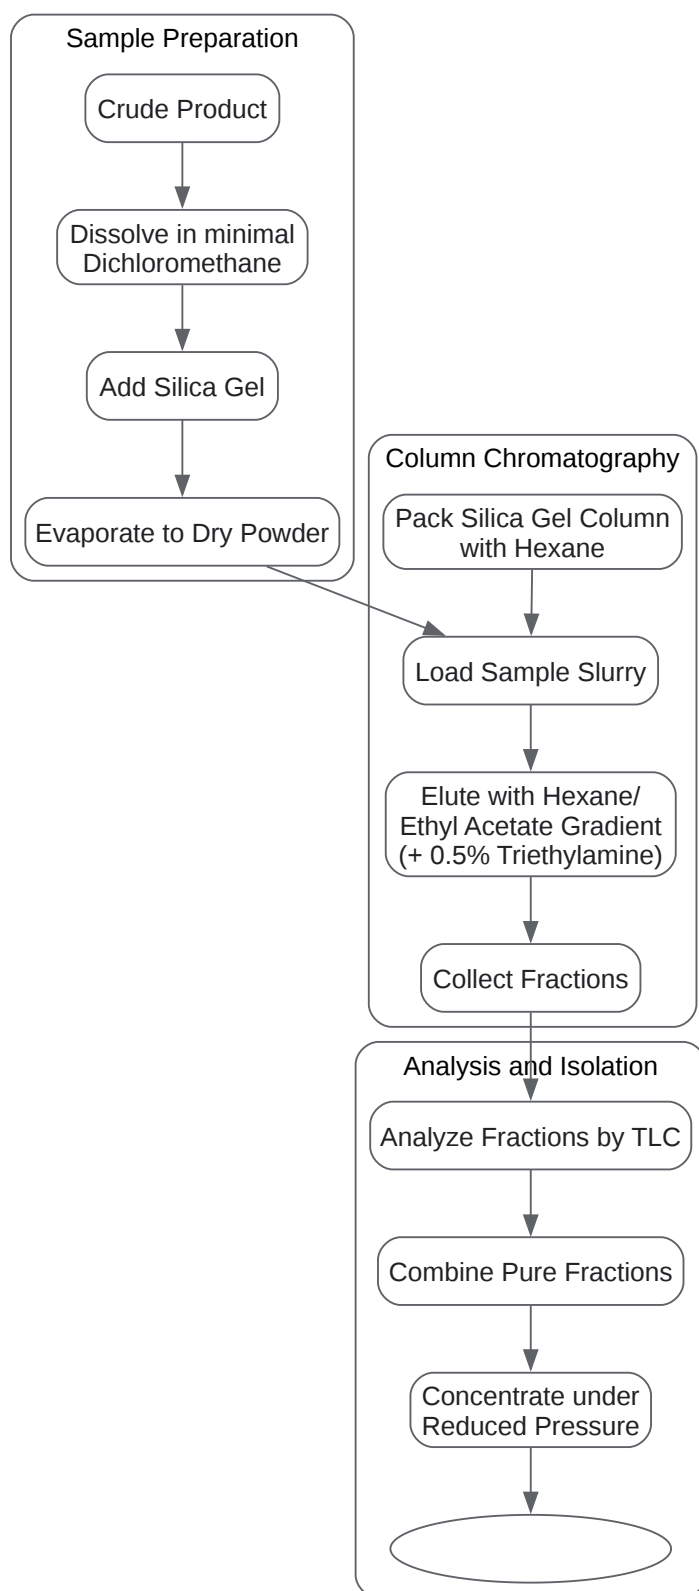 Sample Preparation
Crude Product
Dissolve in minimal
Dichloromethane
Add Silica Gel
Evaporate to Dry Powder
Column Chromatography
Pack Silica Gel Column
with Hexane
Load Sample Slurry
Elute with Hexane/
Ethyl Acetate Gradient
(+ 0.5% Triethylamine)
Collect Fractions
Analysis and Isolation
Analyze Fractions by TLC
Combine Pure Fractions
Concentrate under
Reduced Pressure